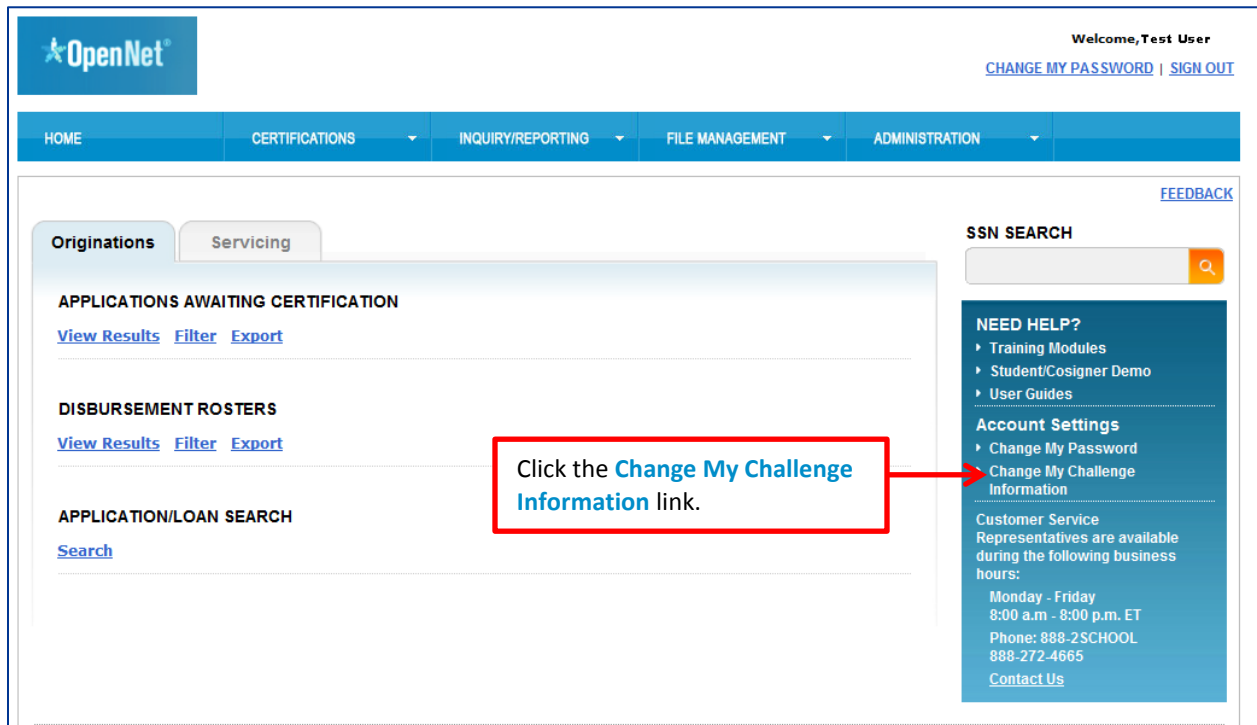 OpenNet®
Welcome,Test User
CHANGE MY PASSWORD | SIGN OUT
HOME CERTIFICATIONS INQUIRY/REPORTING FILE MANAGEMENT ADMINISTRATION
FEEDBACK
Originations Servicing
SSN SEARCH
APPLICATIONS AWAITING CERTIFICATION
View Results Filter Export
DISBURSEMENT ROSTERS
View Results Filter Export
APPLICATION/LOAN SEARCH
Search
Click the Change My Challenge
Information link.
NEED HELP?
Training Modules
Student/Cosigner Demo
User Guides
Account Settings
Change My Password
Change My Challenge
Information
Customer Service
Representatives are available
during the following business
hours:
Monday - Friday
8:00 a.m - 8:00 p.m. ET
Phone: 888-2SCHOOL
888-272-4665
Contact Us